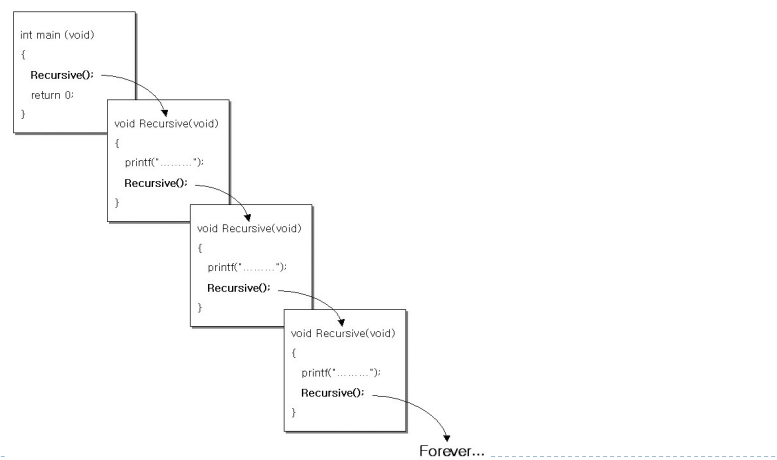 int main (void)
{
Recursive();
return 0;
}
void Recursive(void)
{
printf("………");
Recursive();
}
void Recursive(void)
{
printf("………");
Recursive();
}
void Recursive(void)
{
printf("………");
Recursive();
}
Forever...